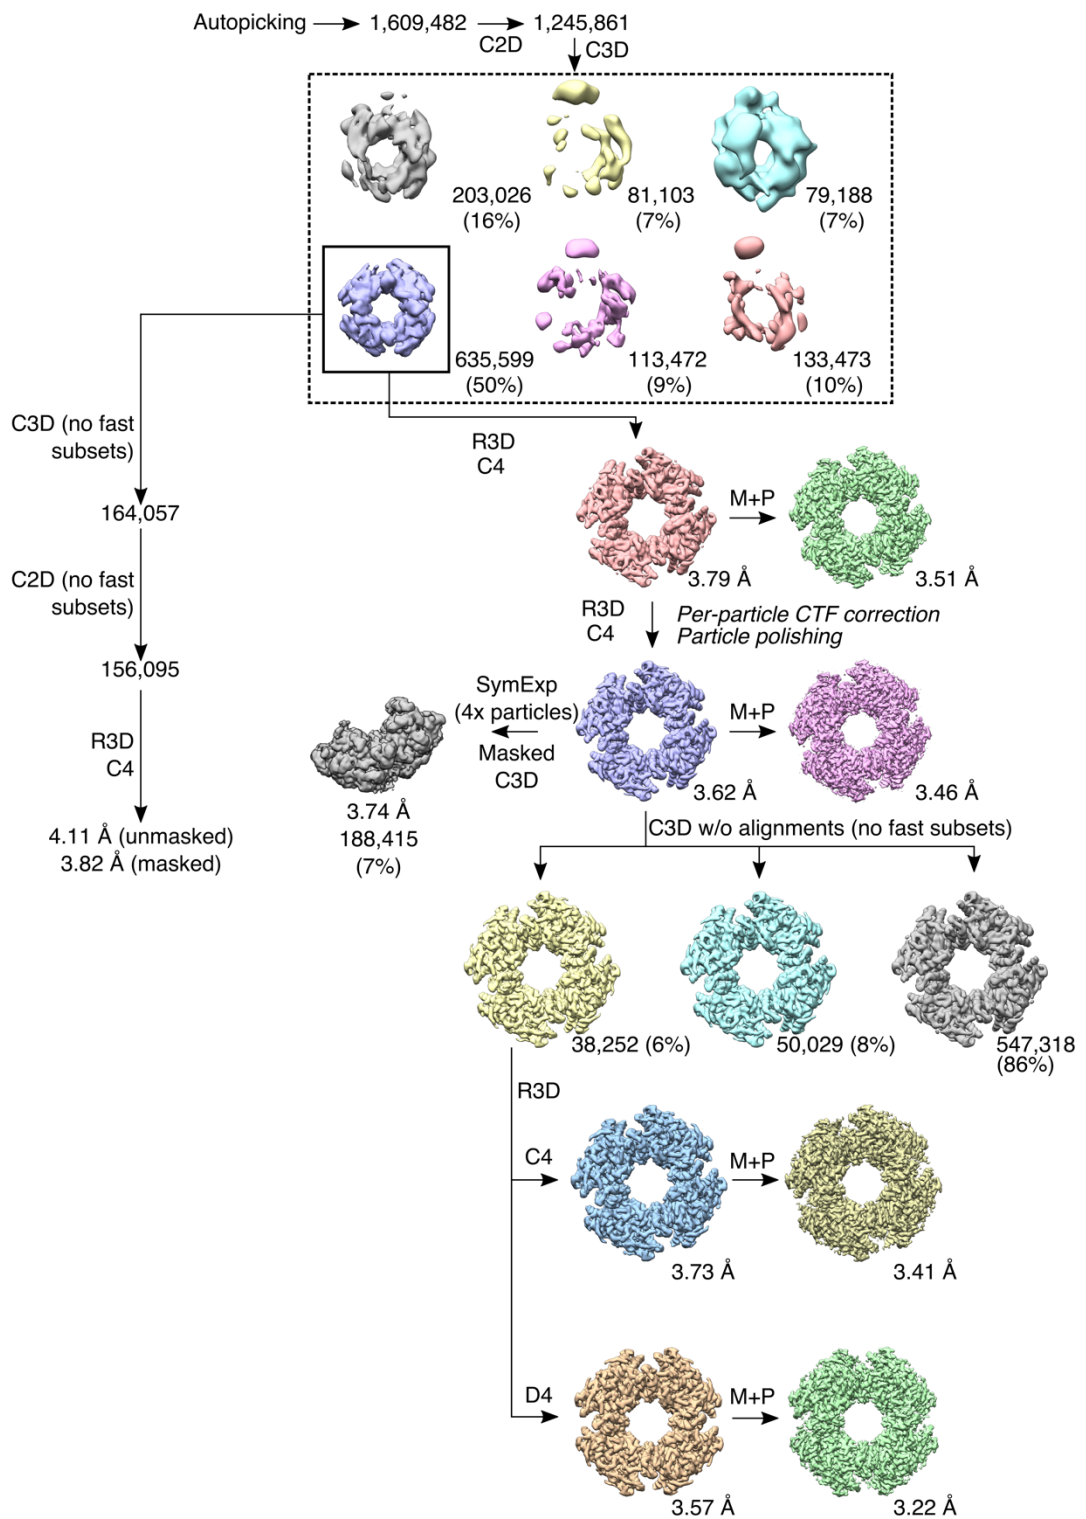 Autopicking
1,609,482
C2D
1,245,861
C3D
203,026
(16%)
81,103
(7%)
79,188
(7%)
635,599
(50%)
113,472
(9%)
133,473
(10%)
C3D (no fast
subsets)
164,057
C2D (no fast
subsets)
156,095
R3D
C4
4.11 Å (unmasked)
3.82 Å (masked)
R3D
C4
3.79 Å
M+P
3.51 Å
R3D
C4
Per-particle CTF correction
Particle polishing
SymExp
(4x particles)
Masked
C3D
3.74 Å
188,415
(7%)
3.62 Å
M+P
3.46 Å
C3D w/o alignments (no fast subsets)
38,252 (6%)
50,029 (8%)
547,318
(86%)
R3D
C4
3.73 Å
M+P
3.41 Å
D4
3.57 Å
M+P
3.22 Å